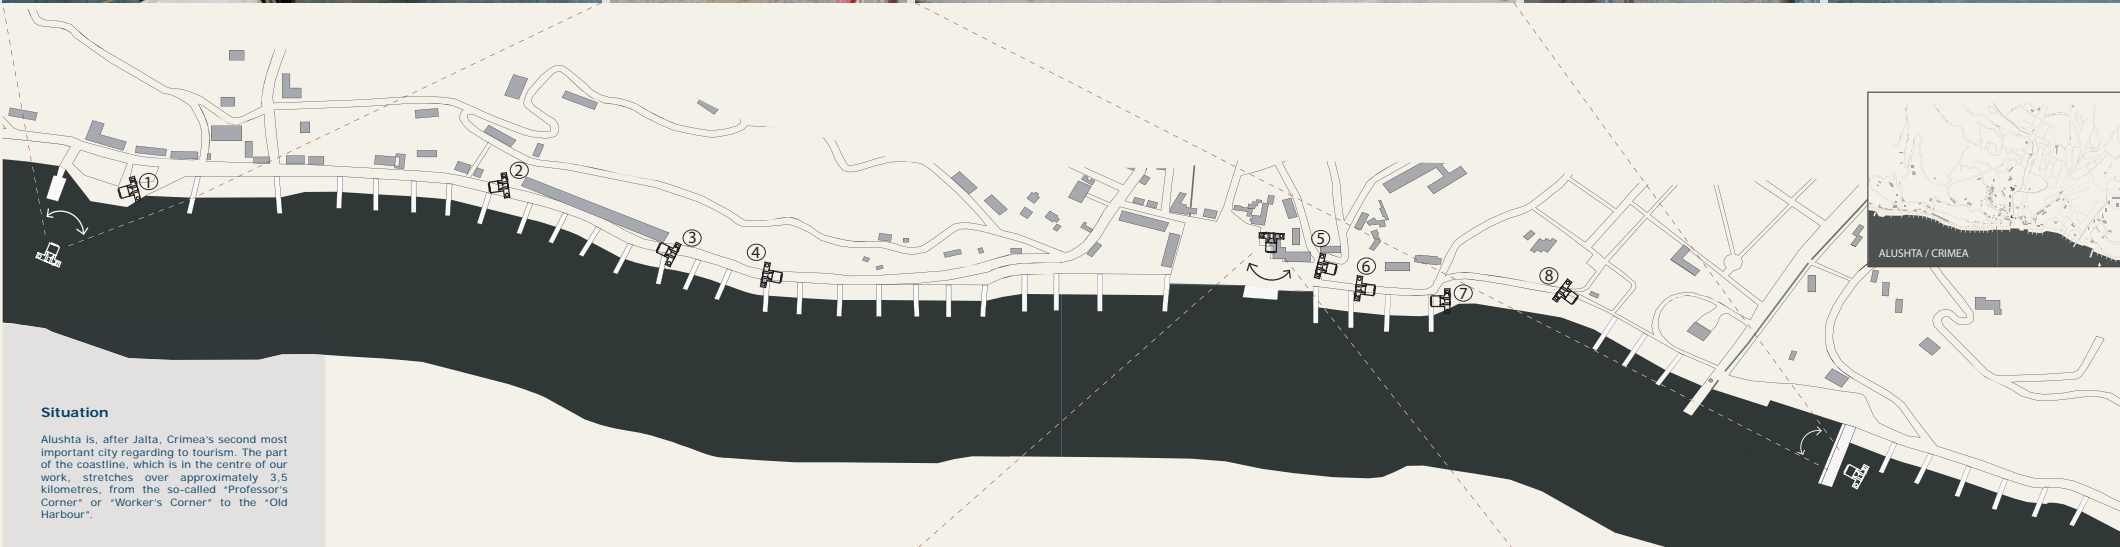 1
2
3
4
5
6
7
8
ALUSHTA / CRIMEA
Situation
Alushta is, after Jalta, Crimea's second most
important city regarding to tourism. The part
of the coastline, which is in the centre of our
work, stretches over approximately 3,5
kilometres, from the so-called "Professor's
Corner" or "Worker's Corner" to the "Old
Harbour".